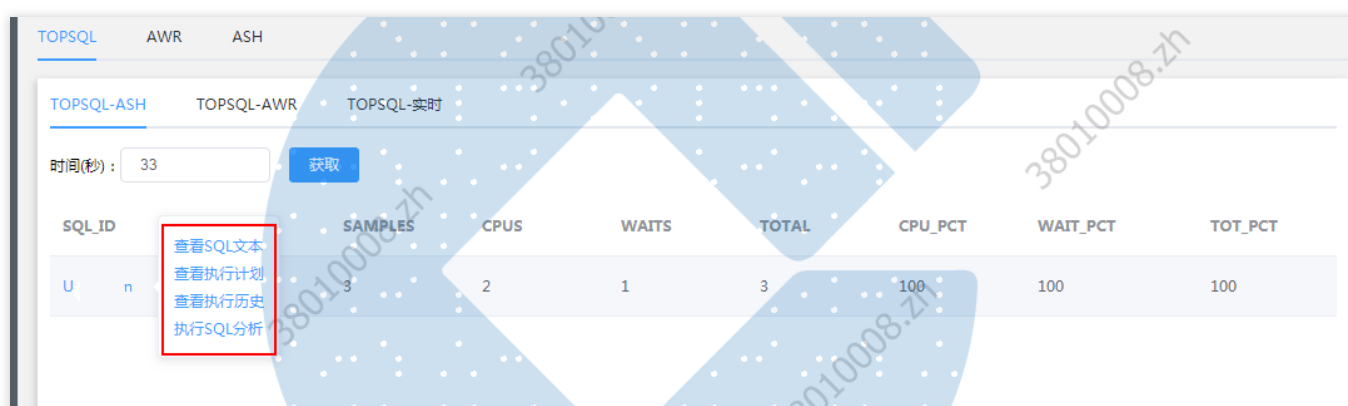 TOPSQL AWR ASH
TOPSQL-ASH TOPSQL-AWR TOPSQL-实时
时间(秒)： 33 获取
SQL_ID SAMPLES CPUS WAITS TOTAL CPU_PCT WAIT_PCT TOT_PCT
查看SQL文本
查看执行计划
U n 3 2 1 3 100 100 100
查看执行历史
执行SQL分析
38010008.zh
38010008.zh
38010008.zh
38010008.zh